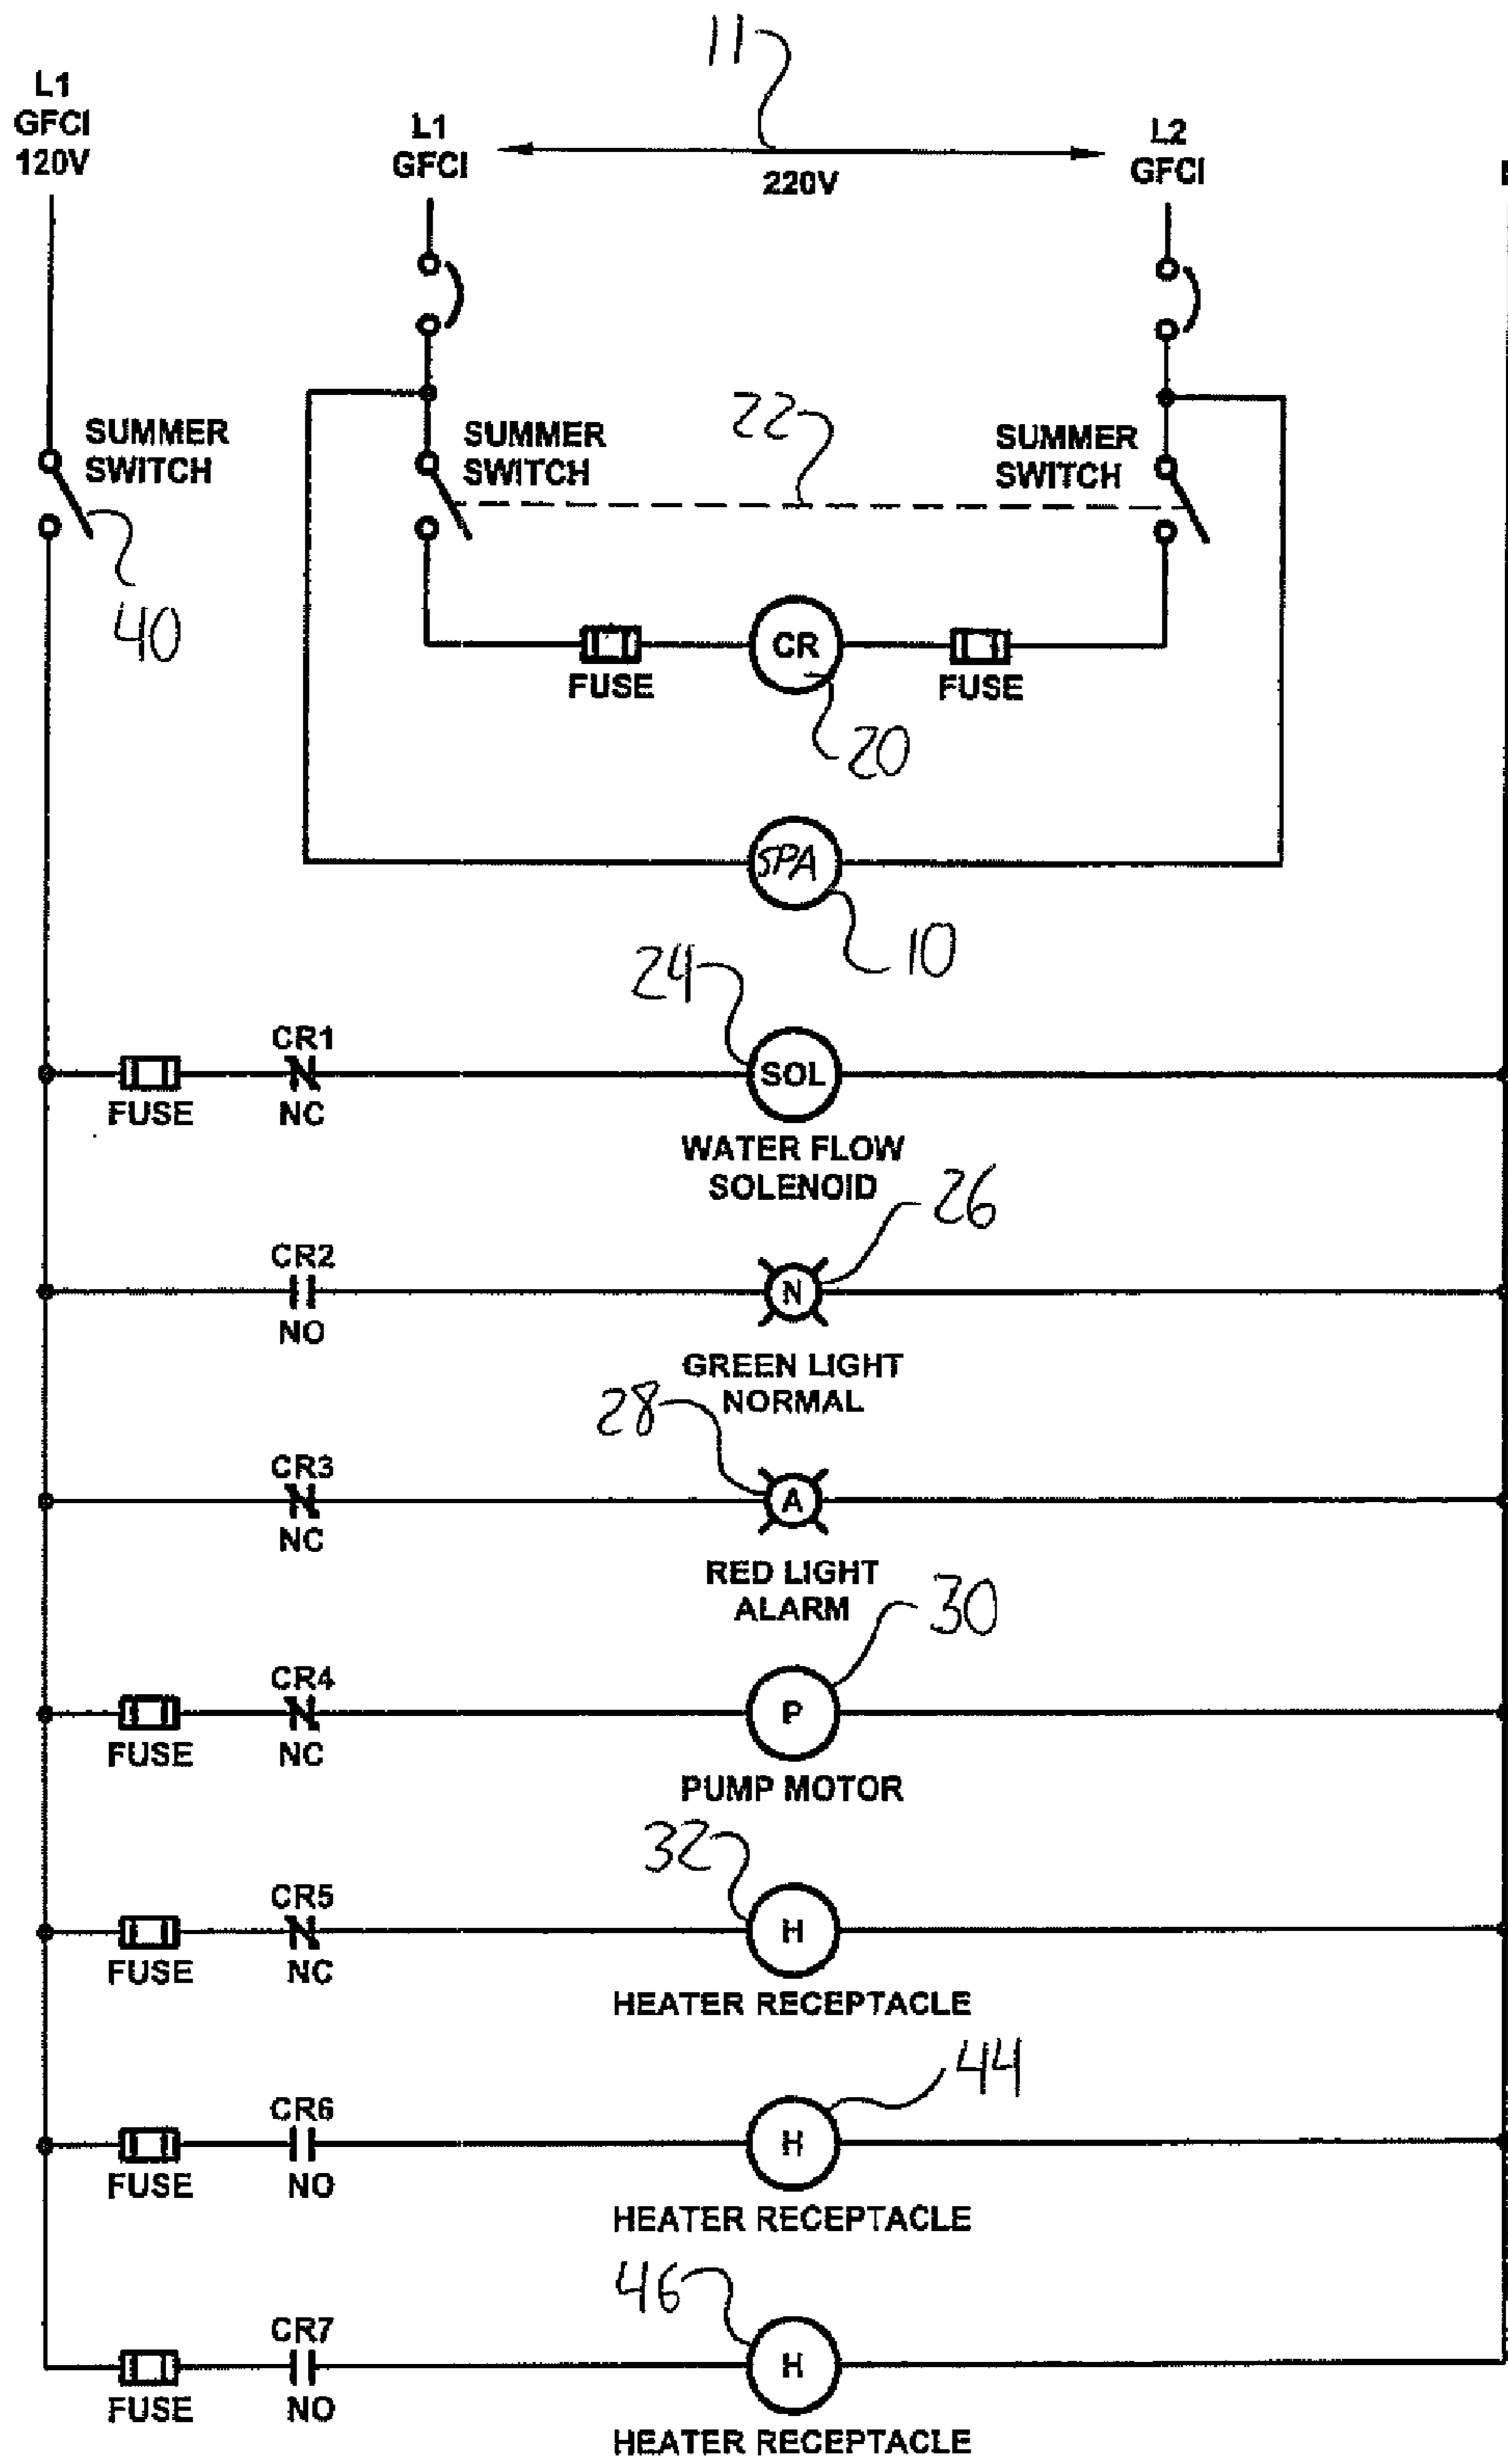 11
L1
GFCI
120V
L1
GFCI
220V
L2
GFCI
SUMMER
SWITCH
SUMMER
SWITCH
22
SUMMER
SWITCH
40
FUSE
CR
FUSE
20
SPA
10
24
CR1
FUSE
NC
SOL
WATER FLOW
SOLENOID
26
CR2
NO
N
GREEN LIGHT
NORMAL
28
CR3
NC
A
RED LIGHT
ALARM
30
CR4
FUSE
NC
P
PUMP MOTOR
32
CR5
FUSE
NC
H
HEATER RECEPTACLE
44
CR6
FUSE
NO
H
HEATER RECEPTACLE
46
CR7
FUSE
NO
H
HEATER RECEPTACLE